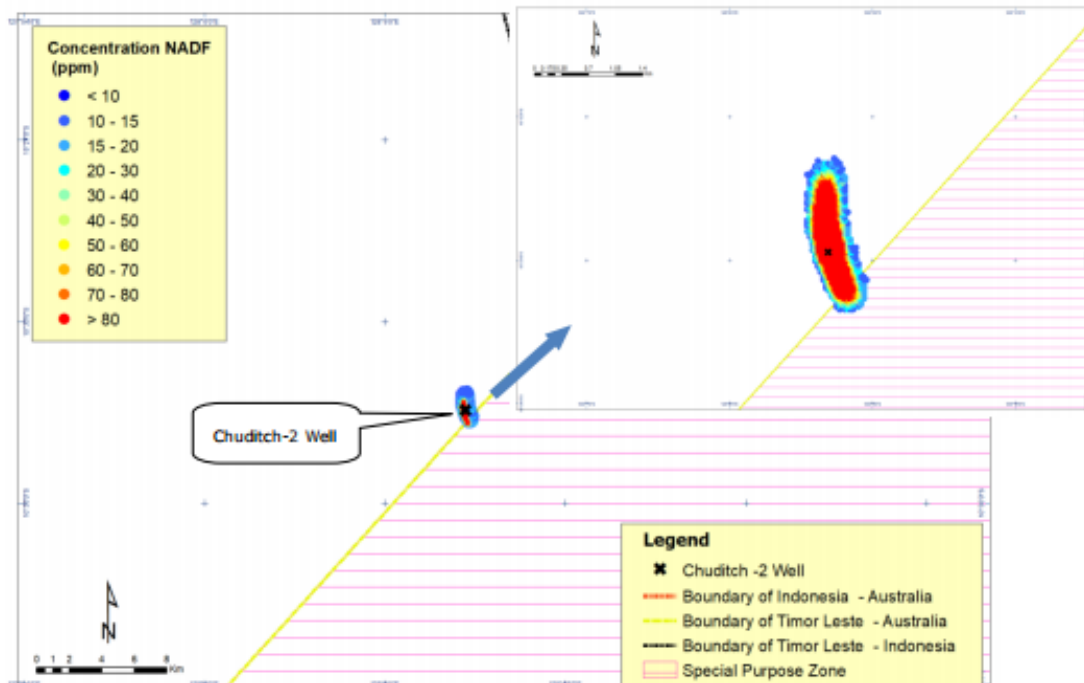 Concentration NADF
(ppm)
< 10
10 - 15
15 - 20
20 - 30
30 - 40
40 - 50
50 - 60
60 - 70
70 - 80
> 80
N
Chuditch-2 Well
N
0 1 2 4 6 8
Km
Legend
Chuditch -2 Well
Boundary of Indonesia - Australia
Boundary of Timor Leste - Australia
Boundary of Timor Leste - Indonesia
Special Purpose Zone